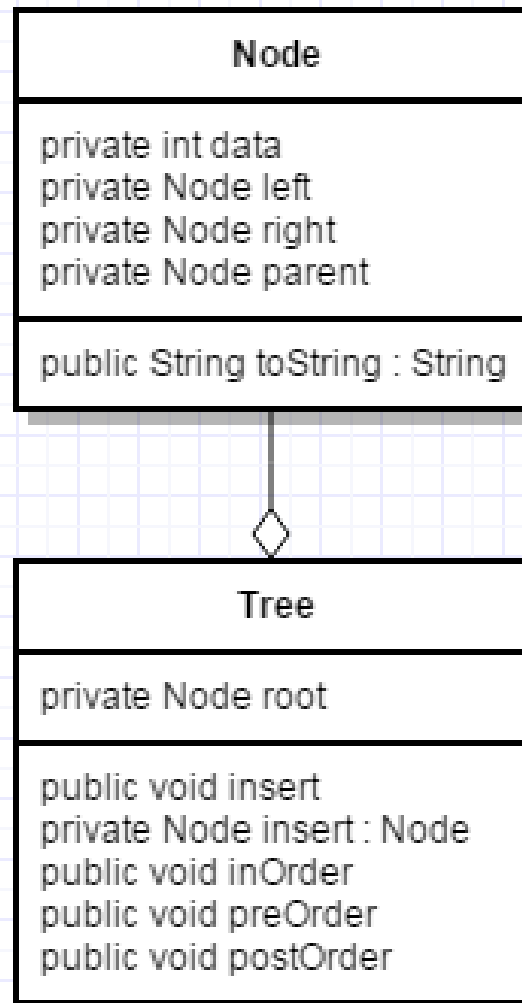 Node
private int data
private Node left
private Node right
private Node parent
public String toString : String
Tree
private Node root
public void insert
private Node insert : Node
public void inOrder
public void preOrder
public void postOrder